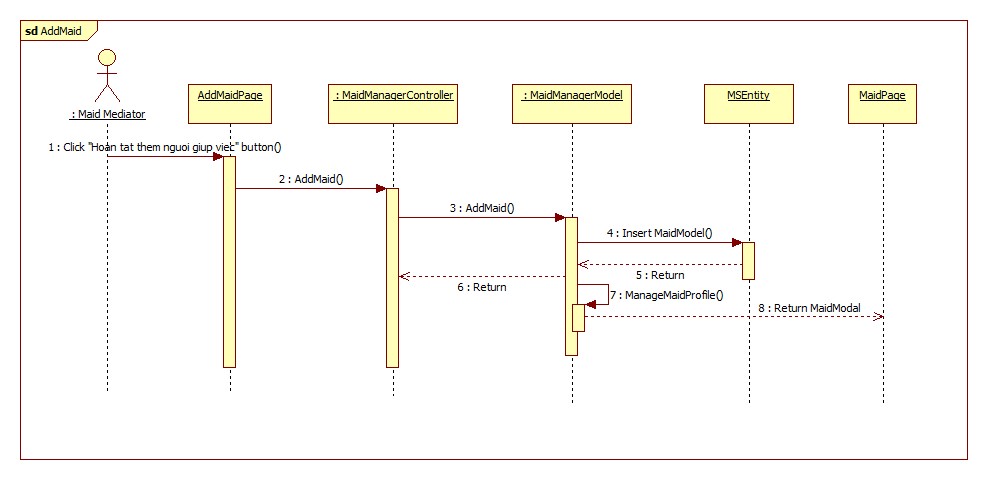 sd AddMaid
: Maid Mediator
AddMaidPage
: MaidManagerController
: MaidManagerModel
MSEntity
MaidPage
1 : Click "Hoan tat them nguoi giup viec" button()
2 : AddMaid()
3 : AddMaid()
4 : Insert MaidModel()
5 : Return
6 : Return
7 : ManageMaidProfile()
8 : Return MaidModal